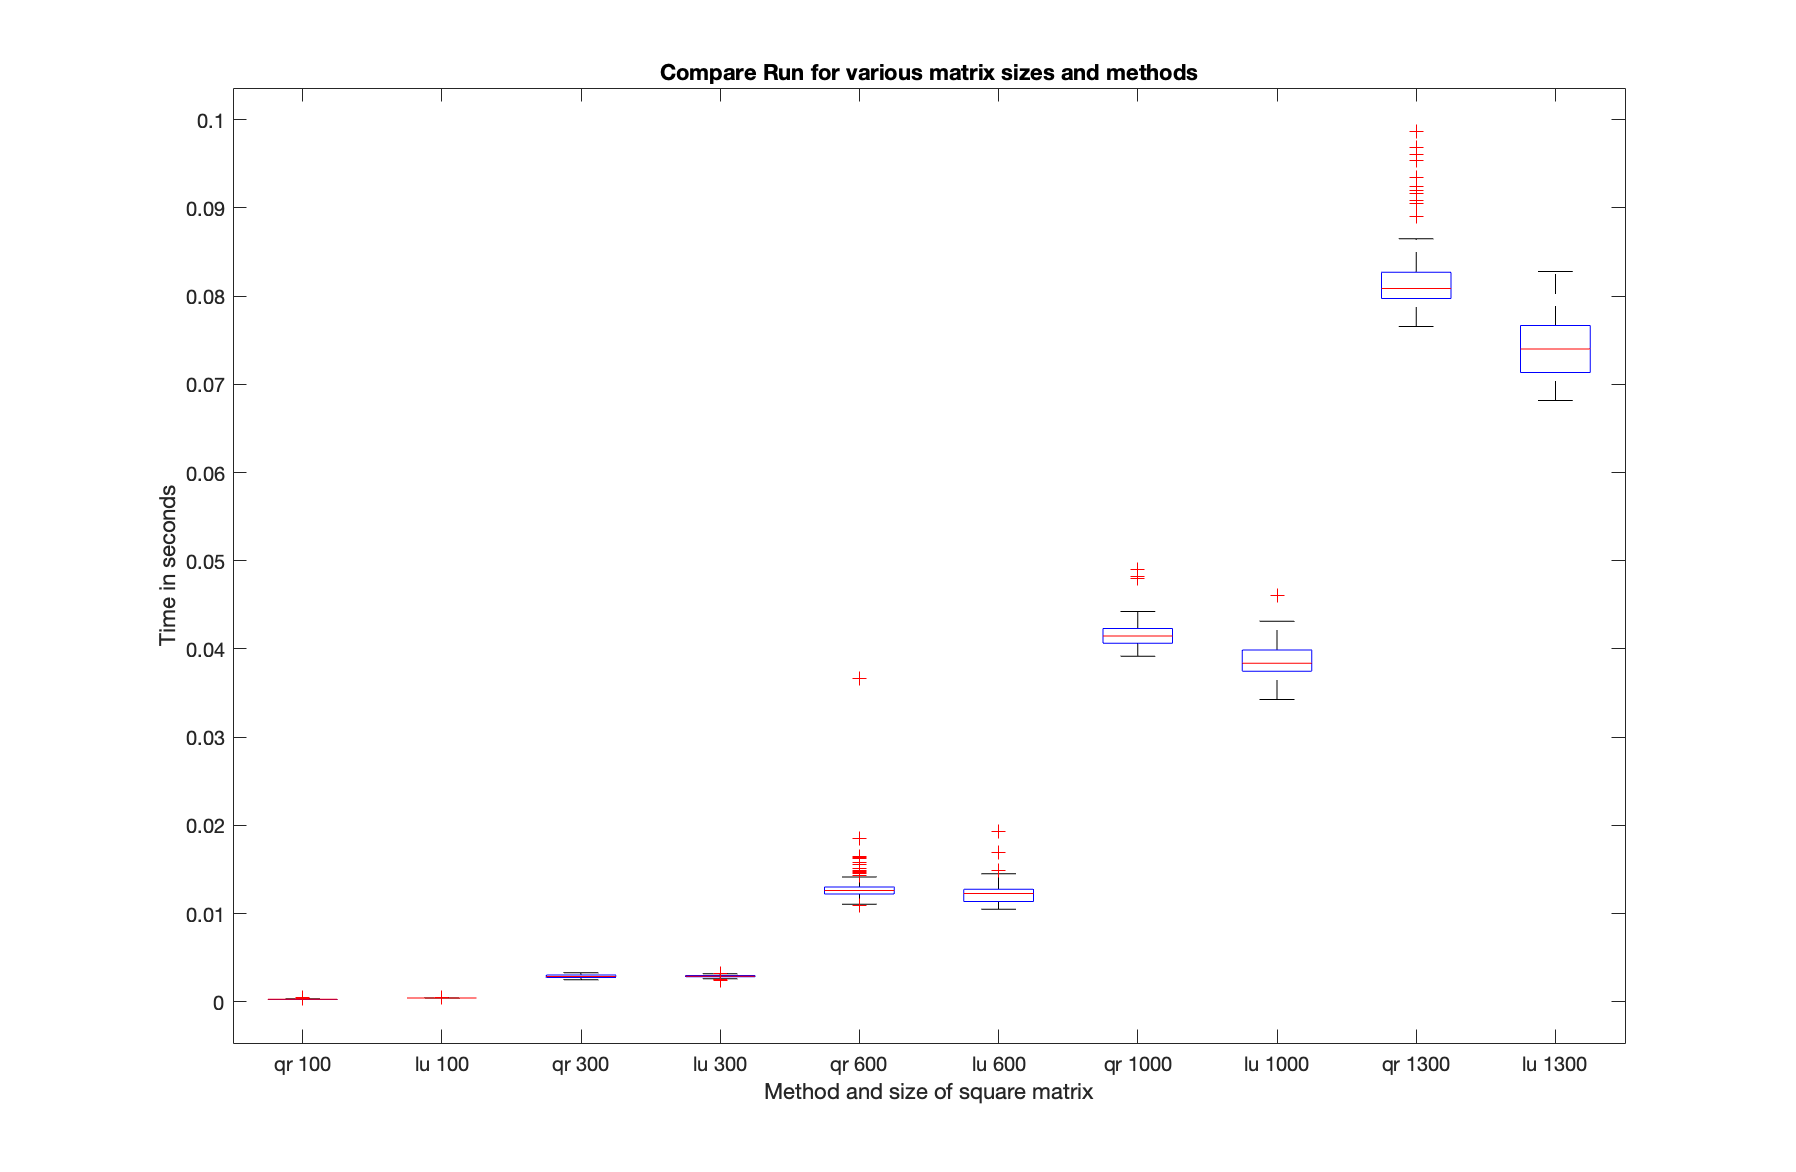 Compare Run for various matrix sizes and methods
0.1
0.09
0.08
0.07
0.06
0.05
0.04
0.03
0.02
0.01
0
Time in seconds
qr 100 lu 100 qr 300 lu 300 qr 600 lu 600 qr 1000 lu 1000 qr 1300 lu 1300
Method and size of square matrix